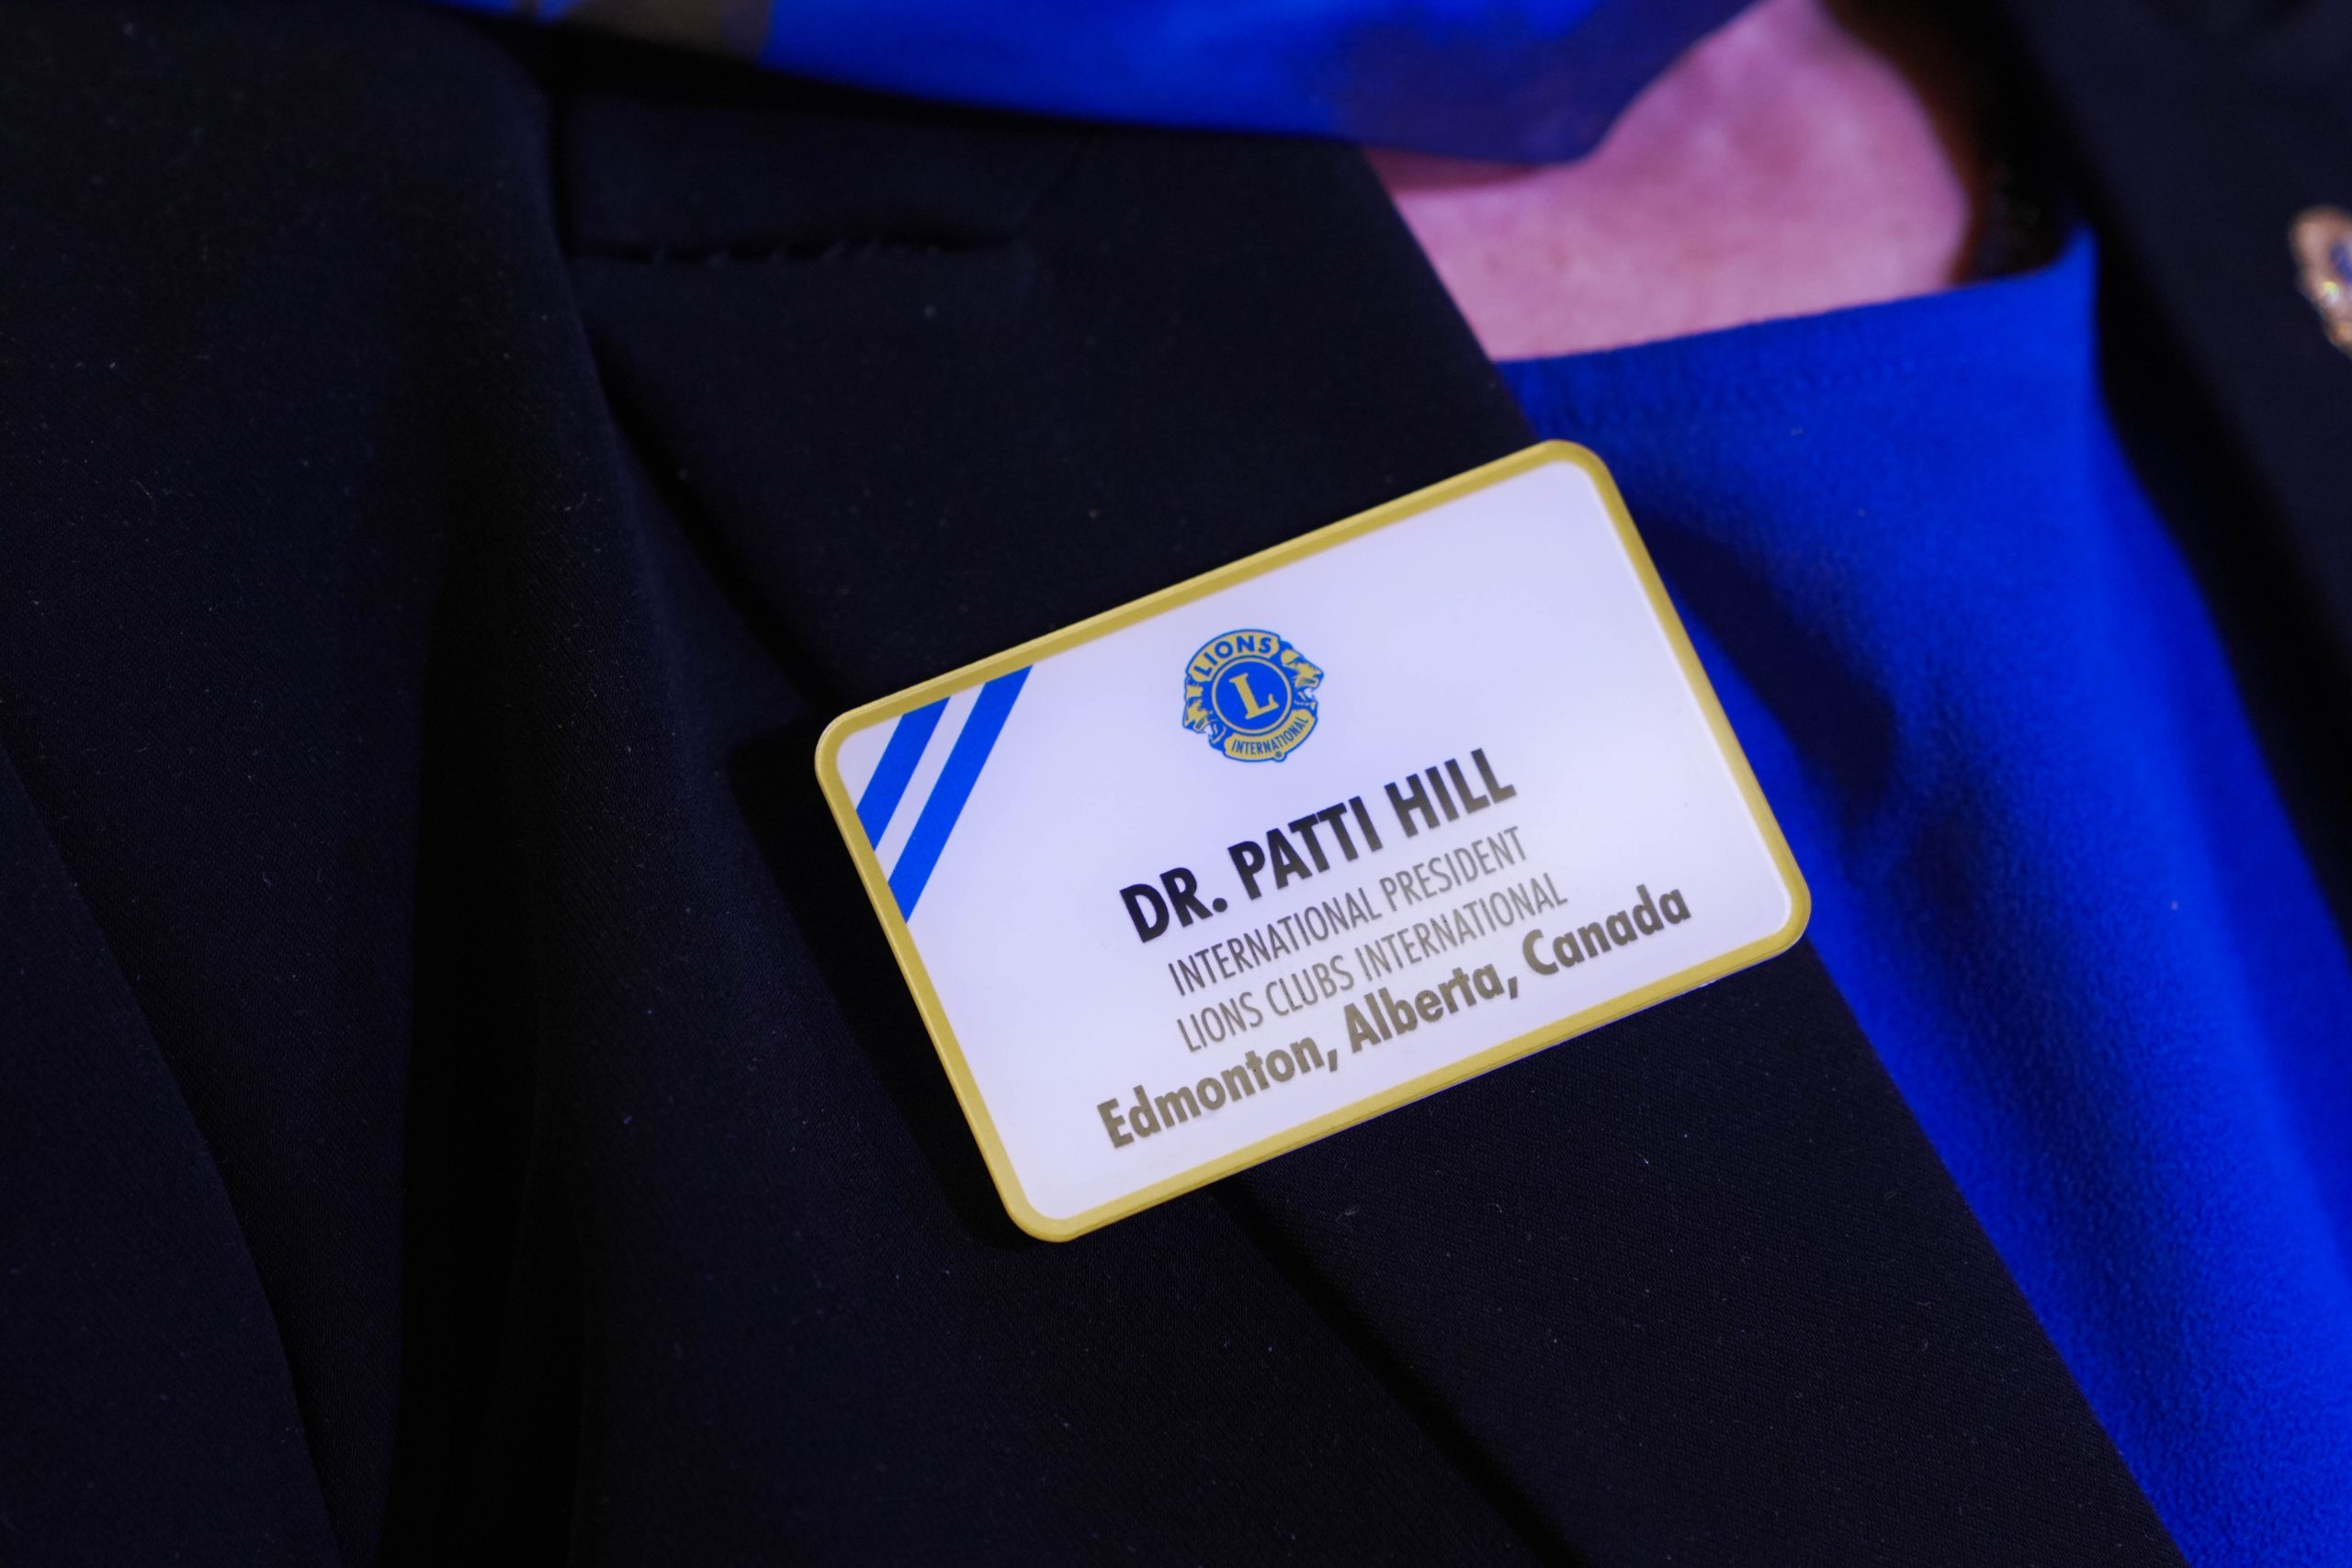 LIONS
L
INTERNATIONAL
DR. PATTI HILL
INTERNATIONAL PRESIDENT
LIONS CLUBS INTERNATIONAL
Edmonton, Alberta, Canada